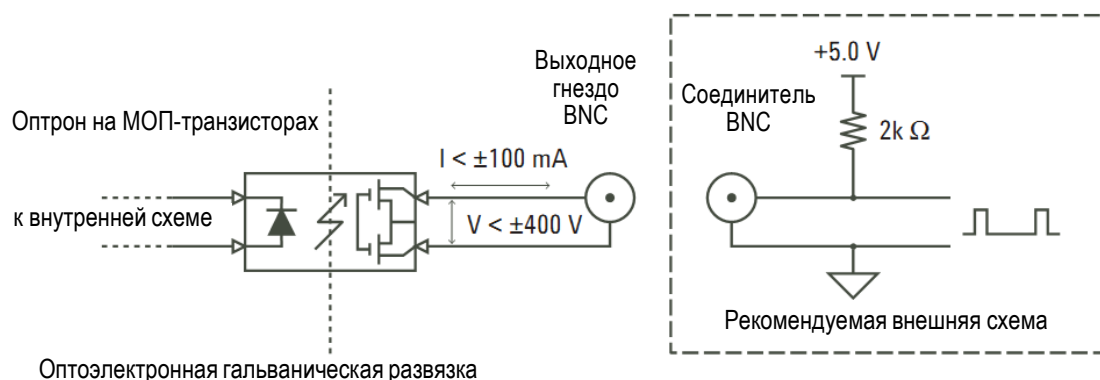 Оптрон на МОП-транзисторах
к внутренней схеме
Оптоэлектронная гальваническая развязка
I < ±100 mA
V < ±400 V
Выходное
гнездо
BNC
Соединитель
BNC
+5.0 V
2k Ω
Рекомендуемая внешняя схема